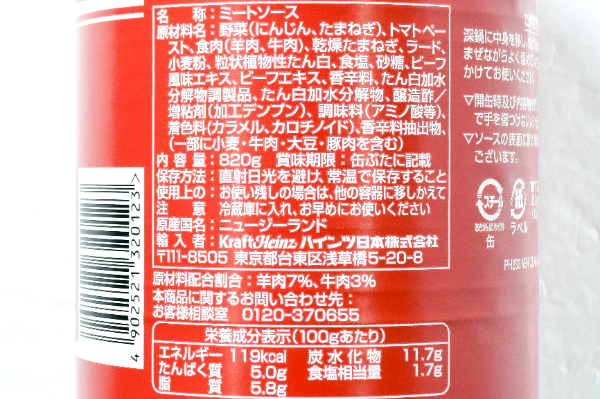 名称：ミートソース
原材料名：野菜(にんじん、たまねぎ)、トマトペー
スト、食肉(羊肉、牛肉)、乾燥たまねぎ、ラード、
小麦粉、粒状植物性たん白、食塩、砂糖、ビーフ
風味エキス、ビーフエキス、香辛料、たん白加水
分解物調製品、たん白加水分解物、醸造酢／
増粘剤(加工デンプン)、調味料(アミノ酸等)、
着色料(カラメル、カロチノイド)、香辛料抽出物、
(一部に小麦・牛肉・大豆・豚肉を含む)
内容量：820g 賞味期限：缶ぶたに記載
保存方法：直射日光を避け、常温で保存すること
使用上の：お使い残しの場合は、他の容器に移しかえて
注意 冷蔵庫に入れ、お早めにお使いください
原産国名：ニュージーランド
輸入者：KraftHeinz ハインツ日本株式会社
〒111-8505 東京都台東区浅草橋5-20-8
原材料配合割合：羊肉7%、牛肉3%
本商品に関するお問い合わせ先：
お客様相談室 0120-370655
栄養成分表示(100gあたり)
エネルギー 119kcal 炭水化物 11.7g
たんぱく質 5.0g 食塩相当量 1.7g
脂質 5.8g
4 902521 320123
深鍋に中身を移し
まぜながらよく温め
かけてお使いくださ
▽開缶時及び内容
で手を傷つけない
▽ソースの表面に
ございます。
スチール
缶
ラベル